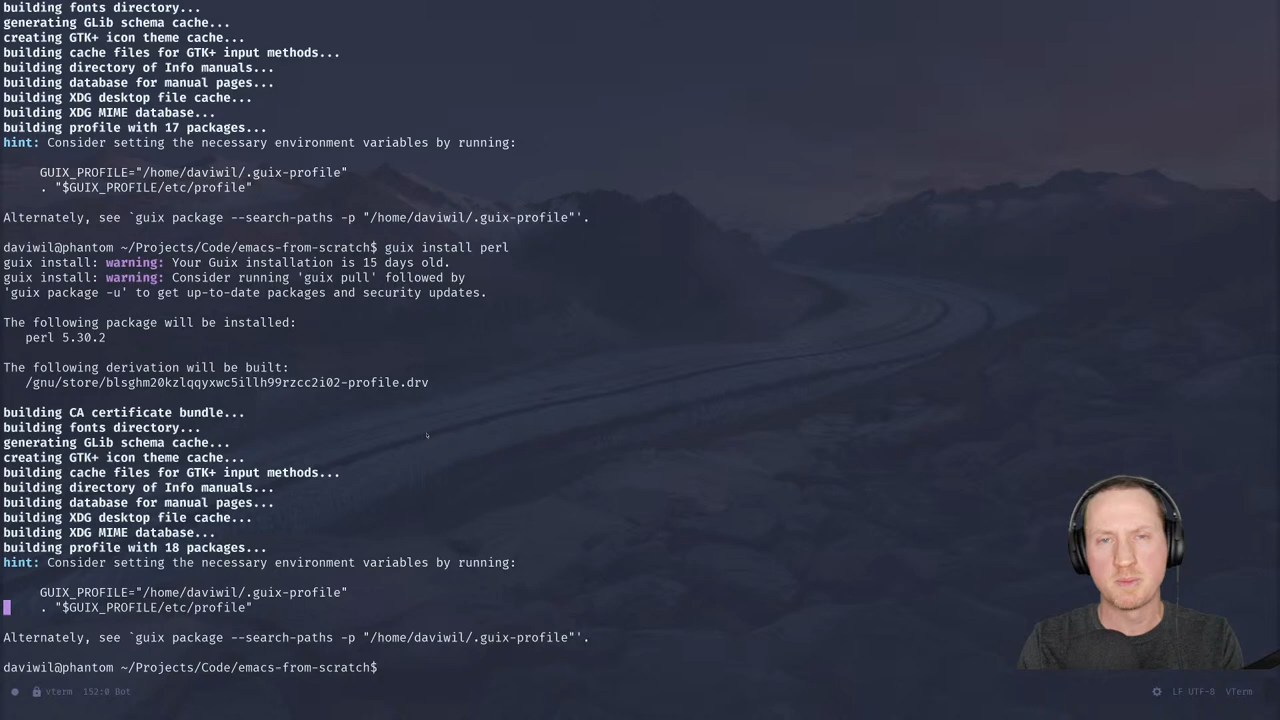 building fonts directory...
generating GLib schema cache...
creating GTK+ icon theme cache...
building cache files for GTK+ input methods...
building directory of Info manuals...
building database for manual pages...
building XDG desktop file cache...
building XDG MIME database...
building profile with 17 packages...
hint: Consider setting the necessary environment variables by running:
GUIX_PROFILE="/home/daviwil/.guix-profile"
. "$GUIX_PROFILE/etc/profile"
Alternately, see `guix package --search-paths -p "/home/daviwil/.guix-profile"'.
daviwil@phantom ~/Projects/Code/emacs-from-scratch$ guix install perl
guix install: warning: Your Guix installation is 15 days old.
guix install: warning: Consider running 'guix pull' followed by
'guix package -u' to get up-to-date packages and security updates.
The following package will be installed:
perl 5.30.2
The following derivation will be built:
/gnu/store/blsghm20kzlqqyxwc5illh99rzcc2i02-profile.drv
building CA certificate bundle...
building fonts directory...
generating GLib schema cache...
creating GTK+ icon theme cache...
building cache files for GTK+ input methods...
building directory of Info manuals...
building database for manual pages...
building XDG desktop file cache...
building XDG MIME database...
building profile with 18 packages...
hint: Consider setting the necessary environment variables by running:
GUIX_PROFILE="/home/daviwil/.guix-profile"
. "$GUIX_PROFILE/etc/profile"
Alternately, see `guix package --search-paths -p "/home/daviwil/.guix-profile"'.
daviwil@phantom ~/Projects/Code/emacs-from-scratch$
vterm 152:0 Bot LF UTF-8 VTerm